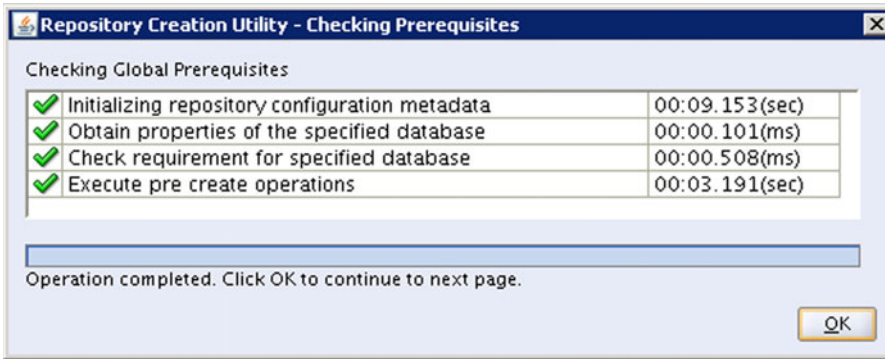 Repository Creation Utility - Checking Prerequisites
Checking Global Prerequisites
Initializing repository configuration metadata 00:09.153(sec)
Obtain properties of the specified database 00:00.101(ms)
Check requirement for specified database 00:00.508(ms)
Execute pre create operations 00:03.191(sec)
Operation completed. Click OK to continue to next page.
OK